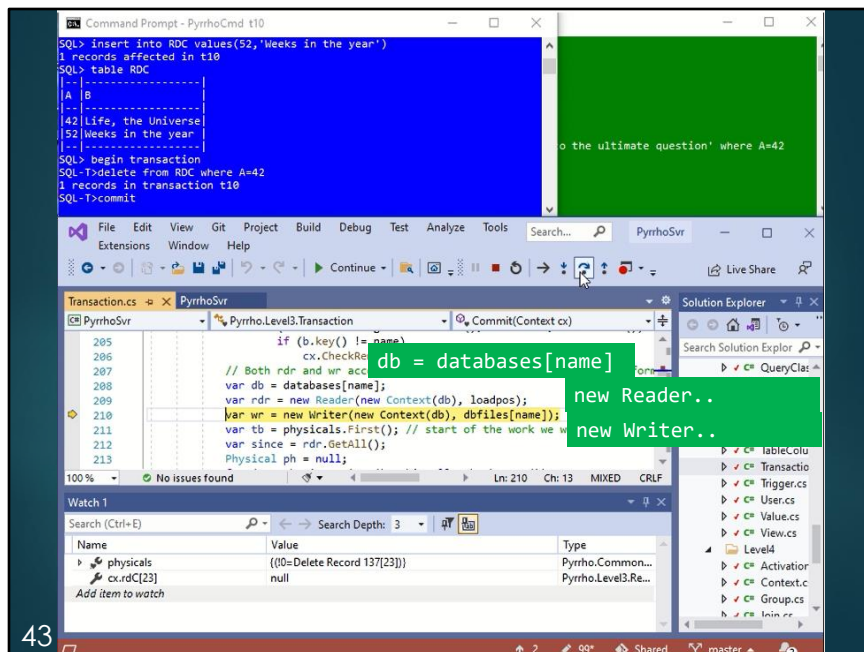 Command Prompt - PyrrhoCmd t10
SQL> insert into RDC values(52,'Weeks in the year')
1 records affected in t10
SQL> table RDC
|--|------------------|
|A |B                 |
|--|------------------|
|42|Life, the Universe|
|52|Weeks in the year |
|--|------------------|
SQL> begin transaction
SQL-T>delete from RDC where A=42
1 records in transaction t10
SQL-T>commit
o the ultimate question' where A=42
File Edit View Git Project Build Debug Test Analyze Tools Search... PyrrhoSvr
Extensions Window Help
Continue Live Share
Transaction.cs PyrrhoSvr
PyrrhoSvr Pyrrho.Level3.Transaction Commit(Context cx)
205
206
207
208
209
210
211
212
213
if (b.key() != name)
cx.CheckRe
// Both rdr and wr acc
var db = databases[name];
var rdr = new Reader(new Context(db), loadpos);
var wr = new Writer(new Context(db), dbfiles[name]);
var tb = physicals.First(); // start of the work we w
var since = rdr.GetAll();
Physical ph = null;
db = databases[name]
new Reader..
new Writer..
100 % No issues found Ln: 210 Ch: 13 MIXED CRLF
Solution Explorer
Search Solution Explor
C# QueryClas
C# TableColu
C# Transactio
C# Trigger.cs
C# User.cs
C# Value.cs
C# View.cs
Level4
C# Activation
C# Context.c
C# Group.cs
C# Join.cs
Watch 1
Search (Ctrl+E) Search Depth: 3
Name Value Type
physicals {(!0=Delete Record 137[23])} Pyrrho.Common...
cx.rdC[23] null Pyrrho.Level3.Re...
Add item to watch
43
2 99+ Shared master